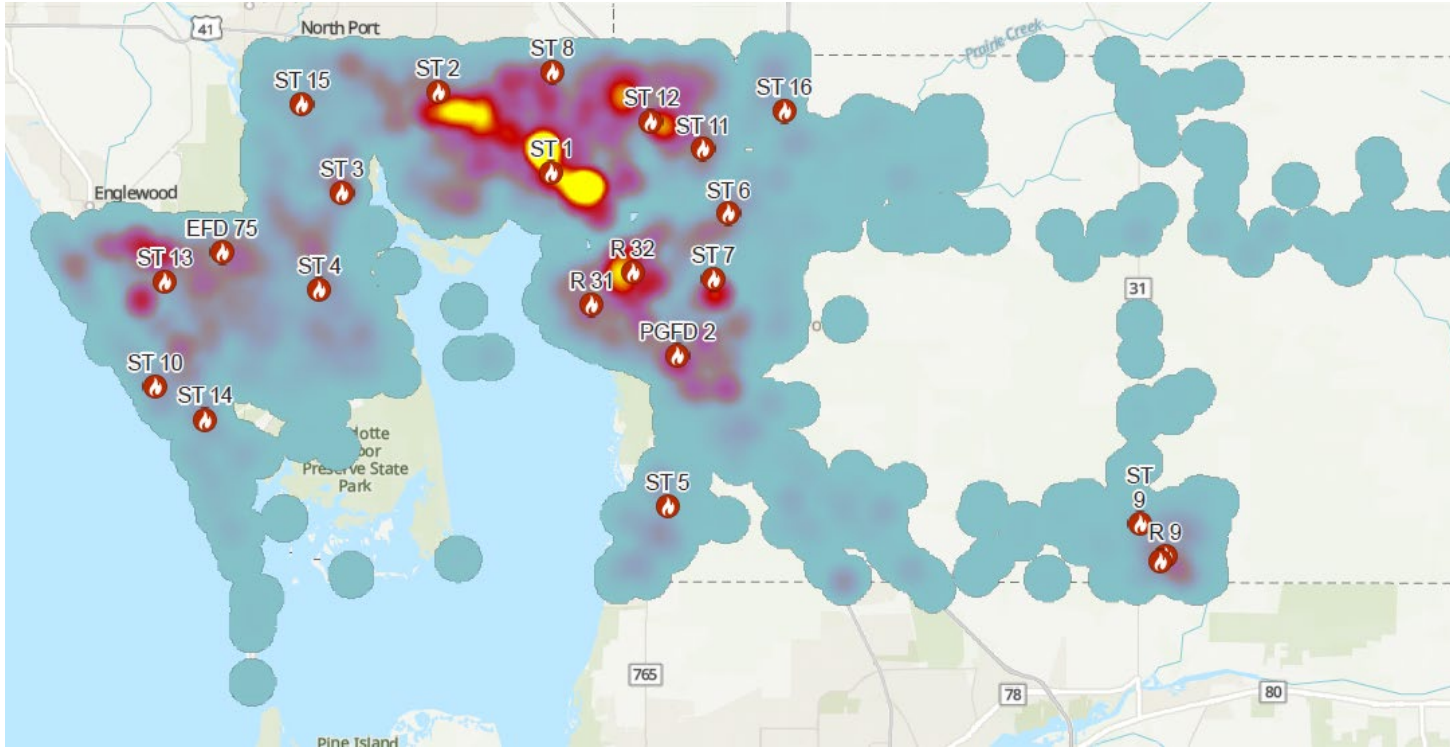 41
North Port
Prairie Creek
ST 8
ST 2
ST 15
ST 16
ST 12
ST 11
ST 1
ST 3
Englewood
ST 6
EFD 75
R 32
ST 7
ST 13
ST 4
R 31
31
PGFD 2
ST 10
ST 14
lotte
bor
Preserve State
Park
ST
9
ST 5
R 9
765
78
80
Pine Island